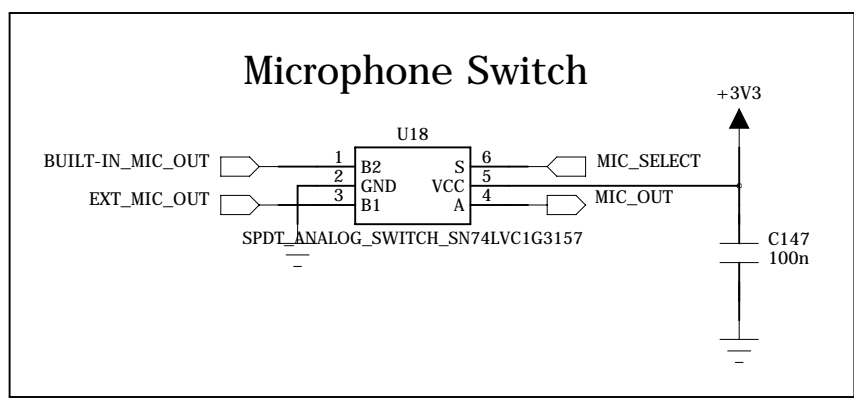 Microphone Switch
+3V3
U18
BUILT-IN_MIC_OUT 1 B2 S 6 MIC_SELECT
2 GND VCC 5
EXT_MIC_OUT 3 B1 A 4 MIC_OUT
SPDT_ANALOG_SWITCH_SN74LVC1G3157
C147
100n